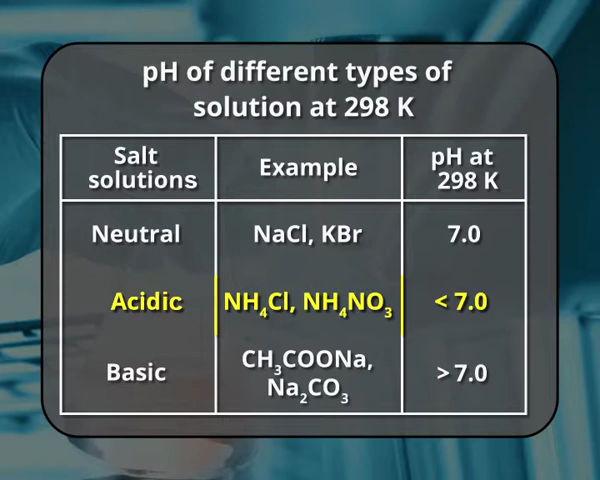 pH of different types of
solution at 298 K
Salt
solutions
Example
pH at
298 K
Neutral
NaCl, KBr
7.0
Acidic
NH₄Cl, NH₄NO₃
< 7.0
Basic
CH₃COONa,
Na₂CO₃
> 7.0